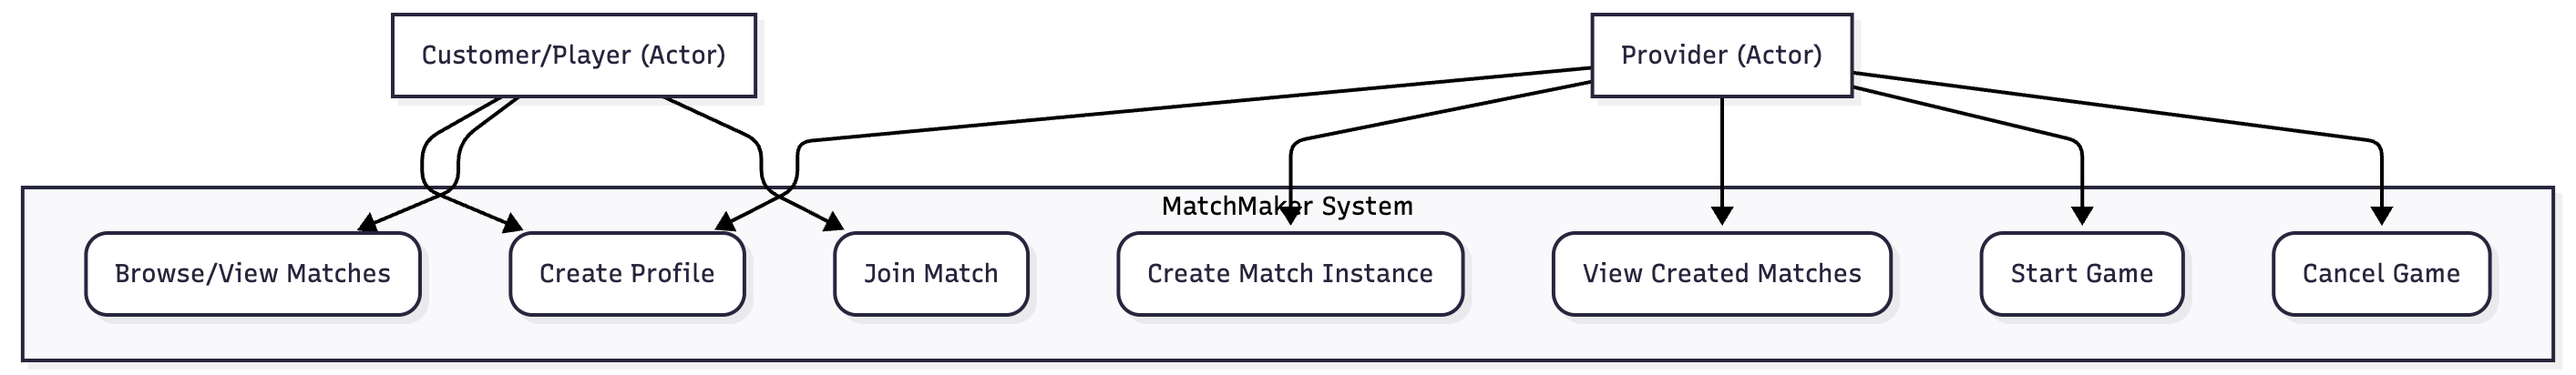 Customer/Player (Actor)
Provider (Actor)
MatchMaker System
Browse/View Matches
Create Profile
Join Match
Create Match Instance
View Created Matches
Start Game
Cancel Game